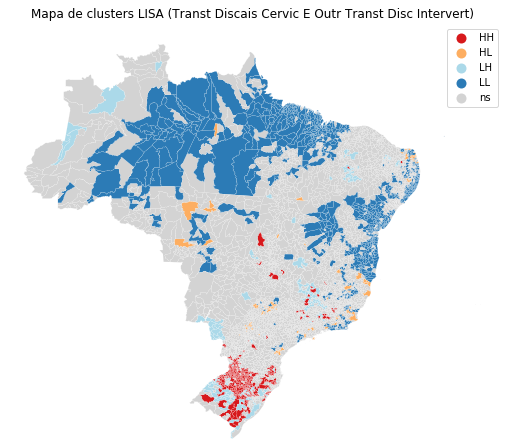 Mapa de clusters LISA (Transt Discais Cervic E Outr Transt Disc Intervert)
HH
HL
LH
LL
ns